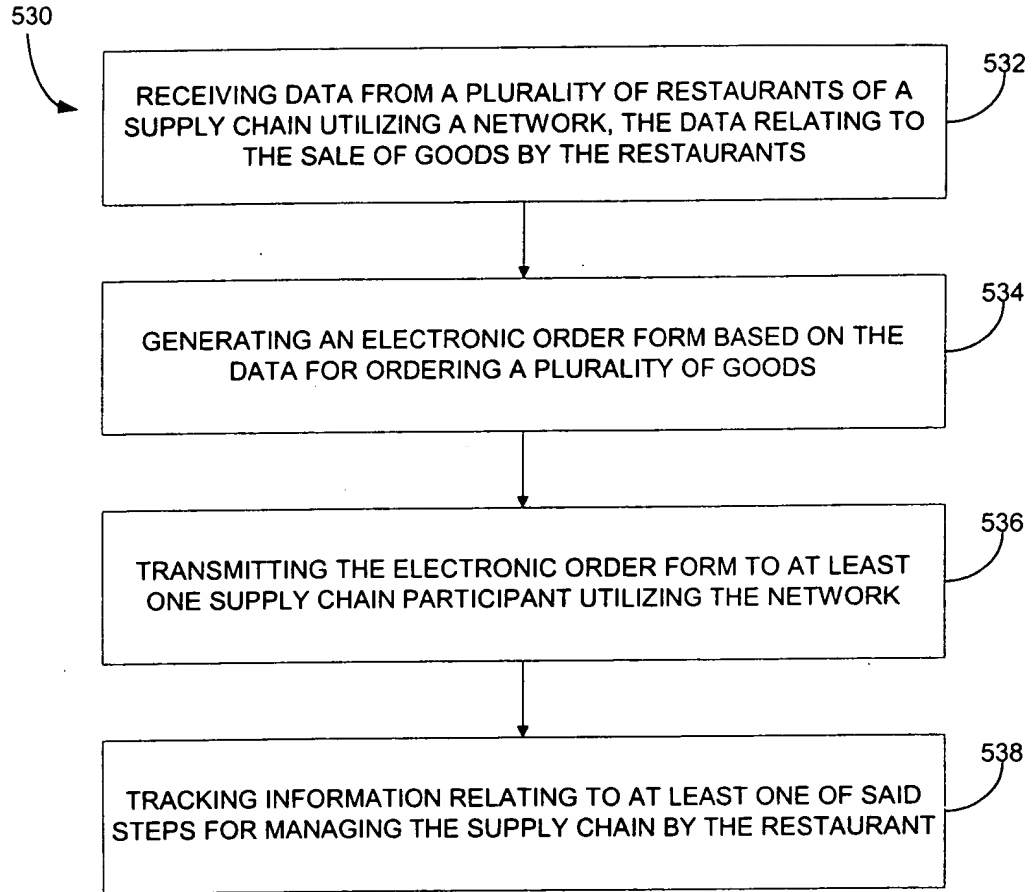 530
532
RECEIVING DATA FROM A PLURALITY OF RESTAURANTS OF A
SUPPLY CHAIN UTILIZING A NETWORK, THE DATA RELATING TO
THE SALE OF GOODS BY THE RESTAURANTS
534
GENERATING AN ELECTRONIC ORDER FORM BASED ON THE
DATA FOR ORDERING A PLURALITY OF GOODS
536
TRANSMITTING THE ELECTRONIC ORDER FORM TO AT LEAST
ONE SUPPLY CHAIN PARTICIPANT UTILIZING THE NETWORK
538
TRACKING INFORMATION RELATING TO AT LEAST ONE OF SAID
STEPS FOR MANAGING THE SUPPLY CHAIN BY THE RESTAURANT